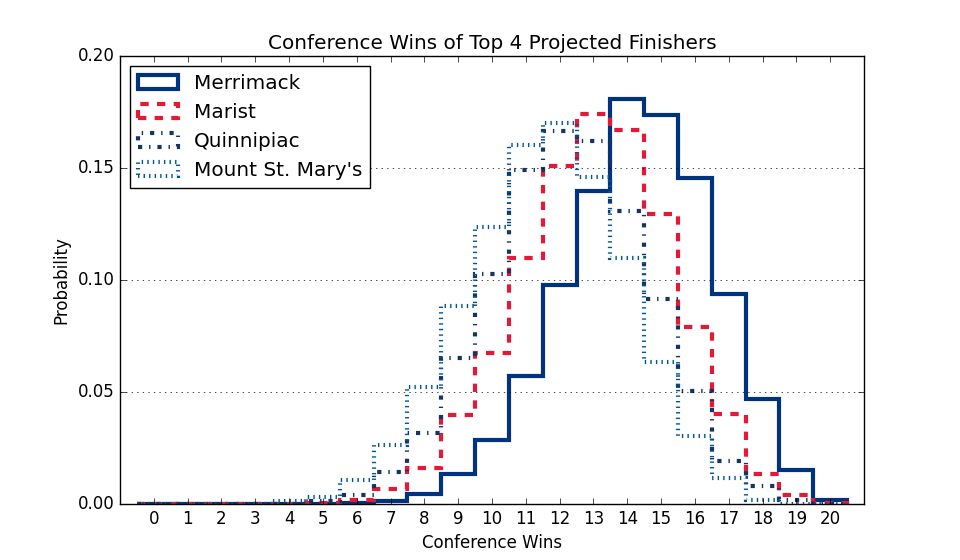 Conference Wins of Top 4 Projected Finishers
0.20
0.15
0.10
0.05
0.00
Probability
Merrimack
Marist
Quinnipiac
Mount St. Mary's
0 1 2 3 4 5 6 7 8 9 10 11 12 13 14 15 16 17 18 19 20
Conference Wins